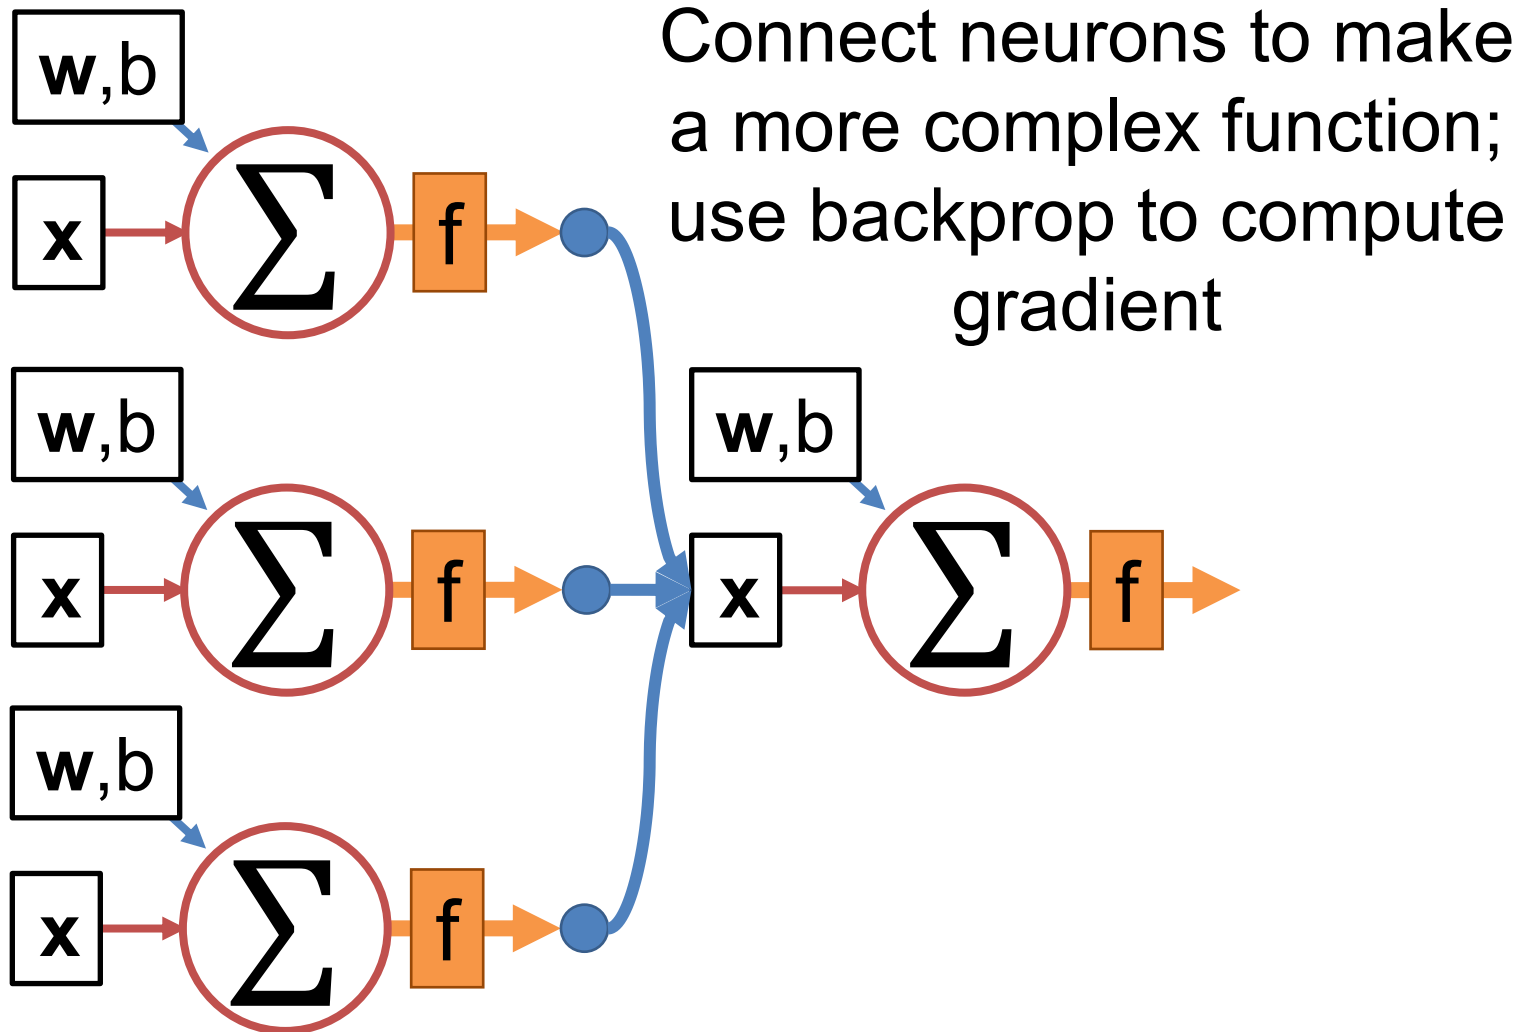 Connect neurons to make
a more complex function;
use backprop to compute
gradient
w,b
x
∑
f
w,b
x
∑
f
w,b
x
∑
f
w,b
x
∑
f